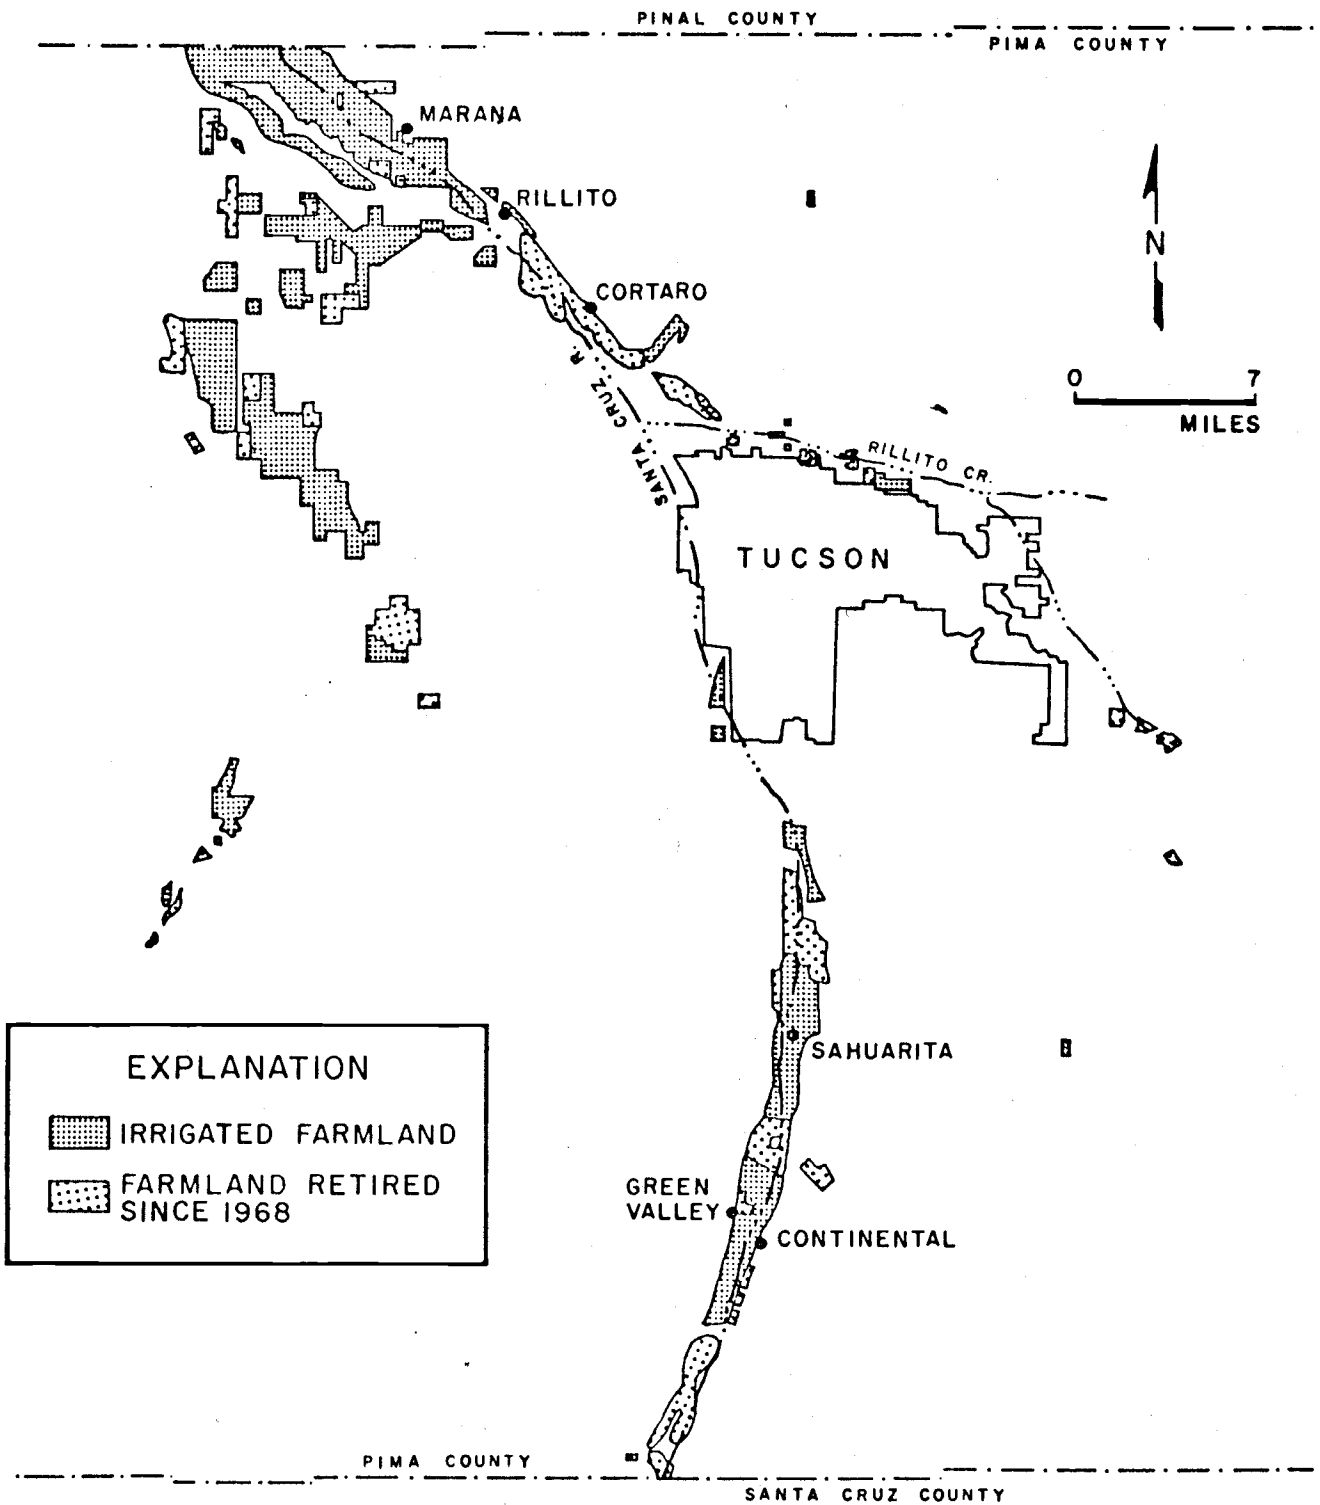 PINAL COUNTY
PIMA COUNTY
MARANA
RILLITO
N
CORTARO
0 7
MILES
SANTA CRUZ R.
RILLITO CR.
TUCSON
SAHUARITA
EXPLANATION
IRRIGATED FARMLAND
FARMLAND RETIRED
SINCE 1968
GREEN
VALLEY
CONTINENTAL
PIMA COUNTY
SANTA CRUZ COUNTY